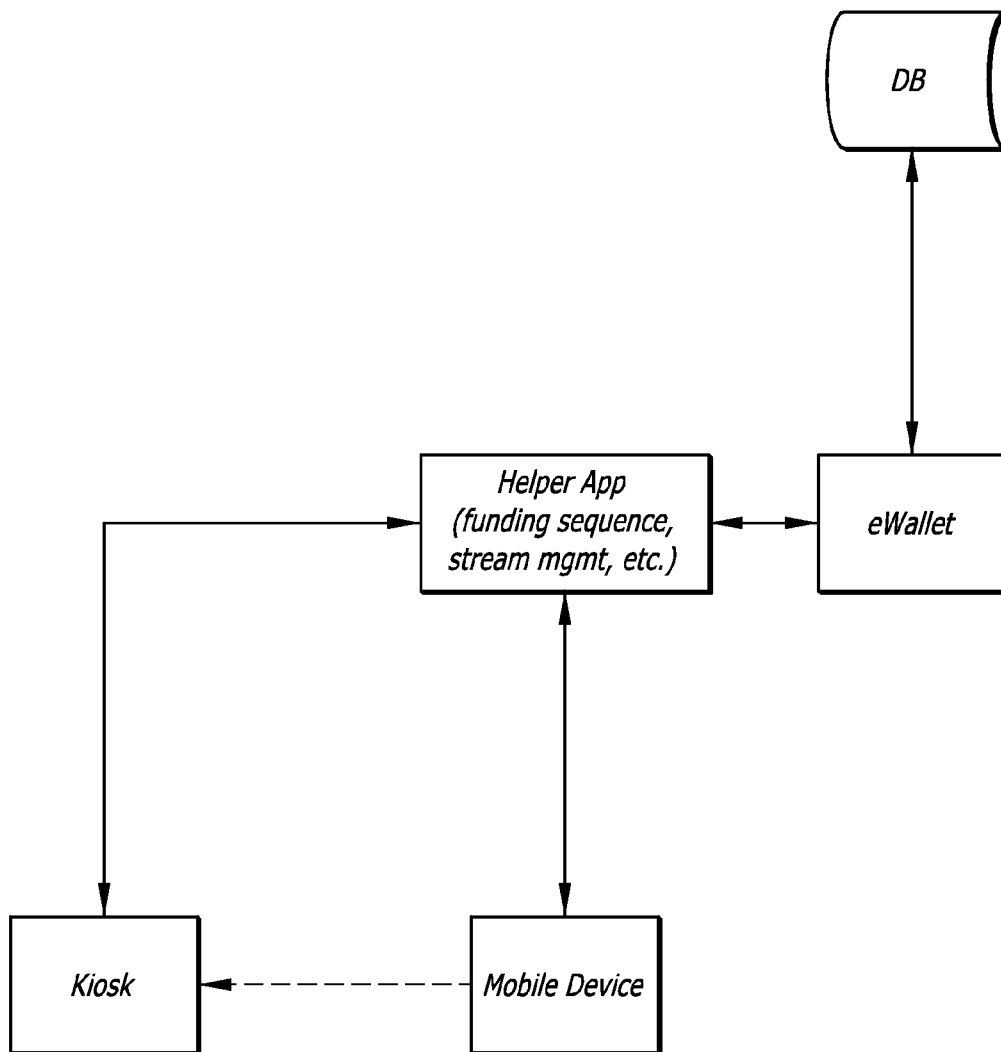 DB
Helper App
(funding sequence,
stream mgmt, etc.)
eWallet
Kiosk
Mobile Device